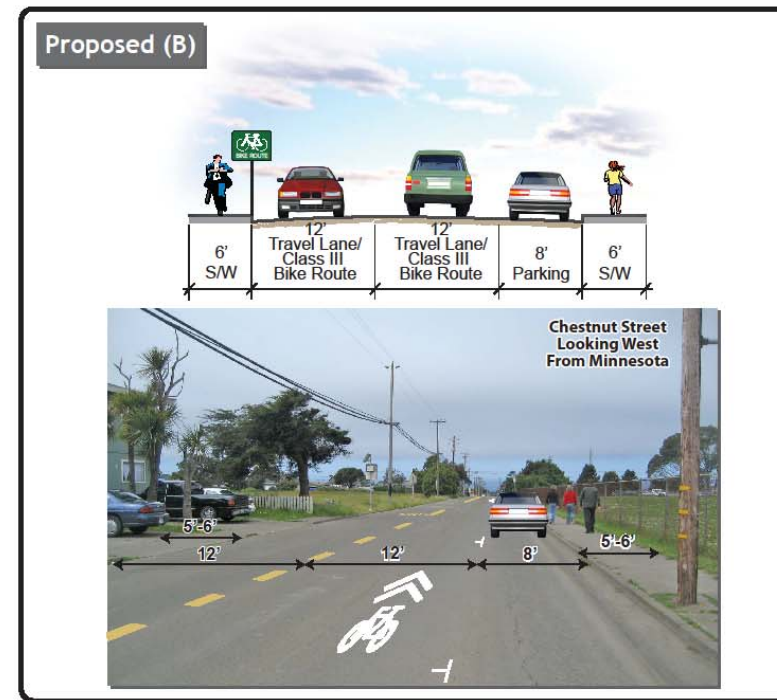 Proposed (B)
BIKE ROUTE
6'
S/W
12'
Travel Lane/
Class III
Bike Route
12'
Travel Lane/
Class III
Bike Route
8'
Parking
6'
S/W
Chestnut Street
Looking West
From Minnesota
5'-6'
12'
12'
8'
5'-6'